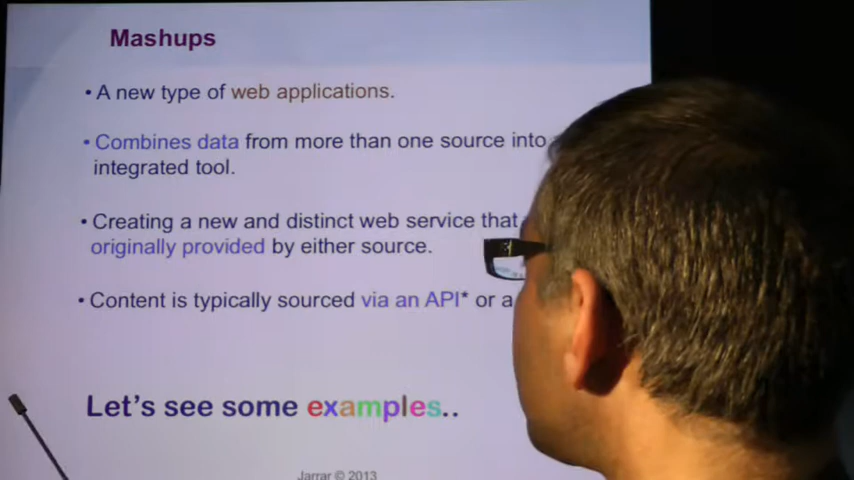 Mashups
• A new type of web applications.
• Combines data from more than one source into
integrated tool.
• Creating a new and distinct web service that
originally provided by either source.
• Content is typically sourced via an API* or a
Let's see some examples..
Jarrar © 2013